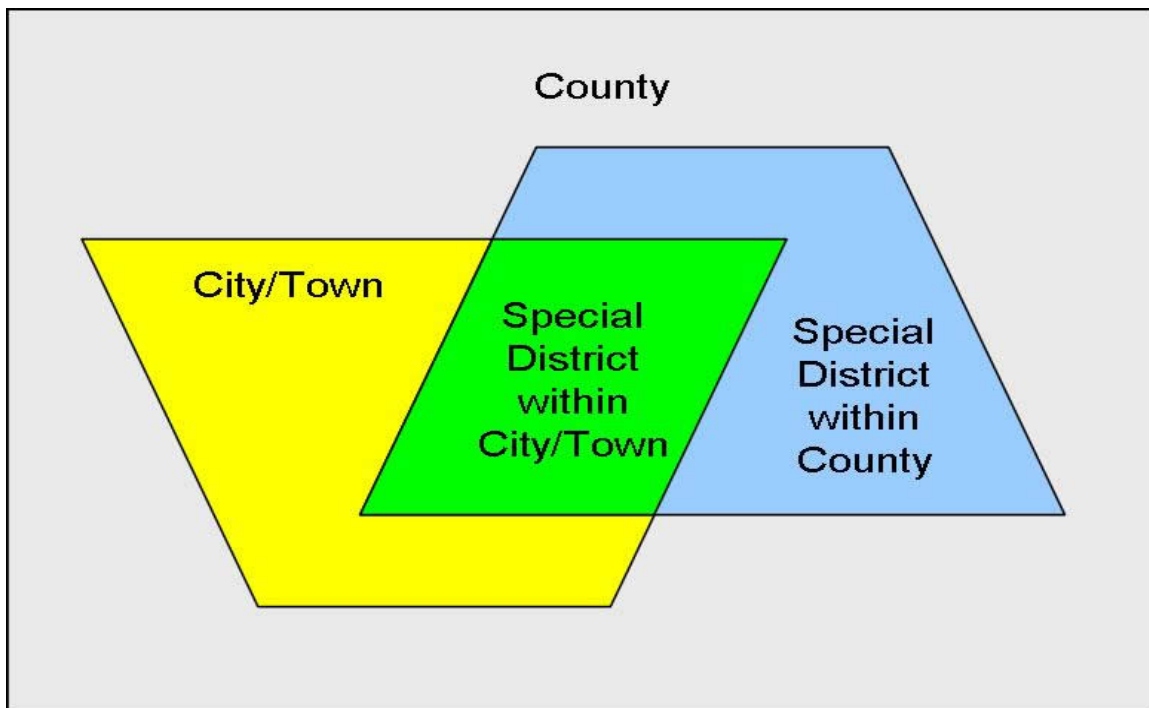 County
City/Town
Special
District
within
City/Town
Special
District
within
County